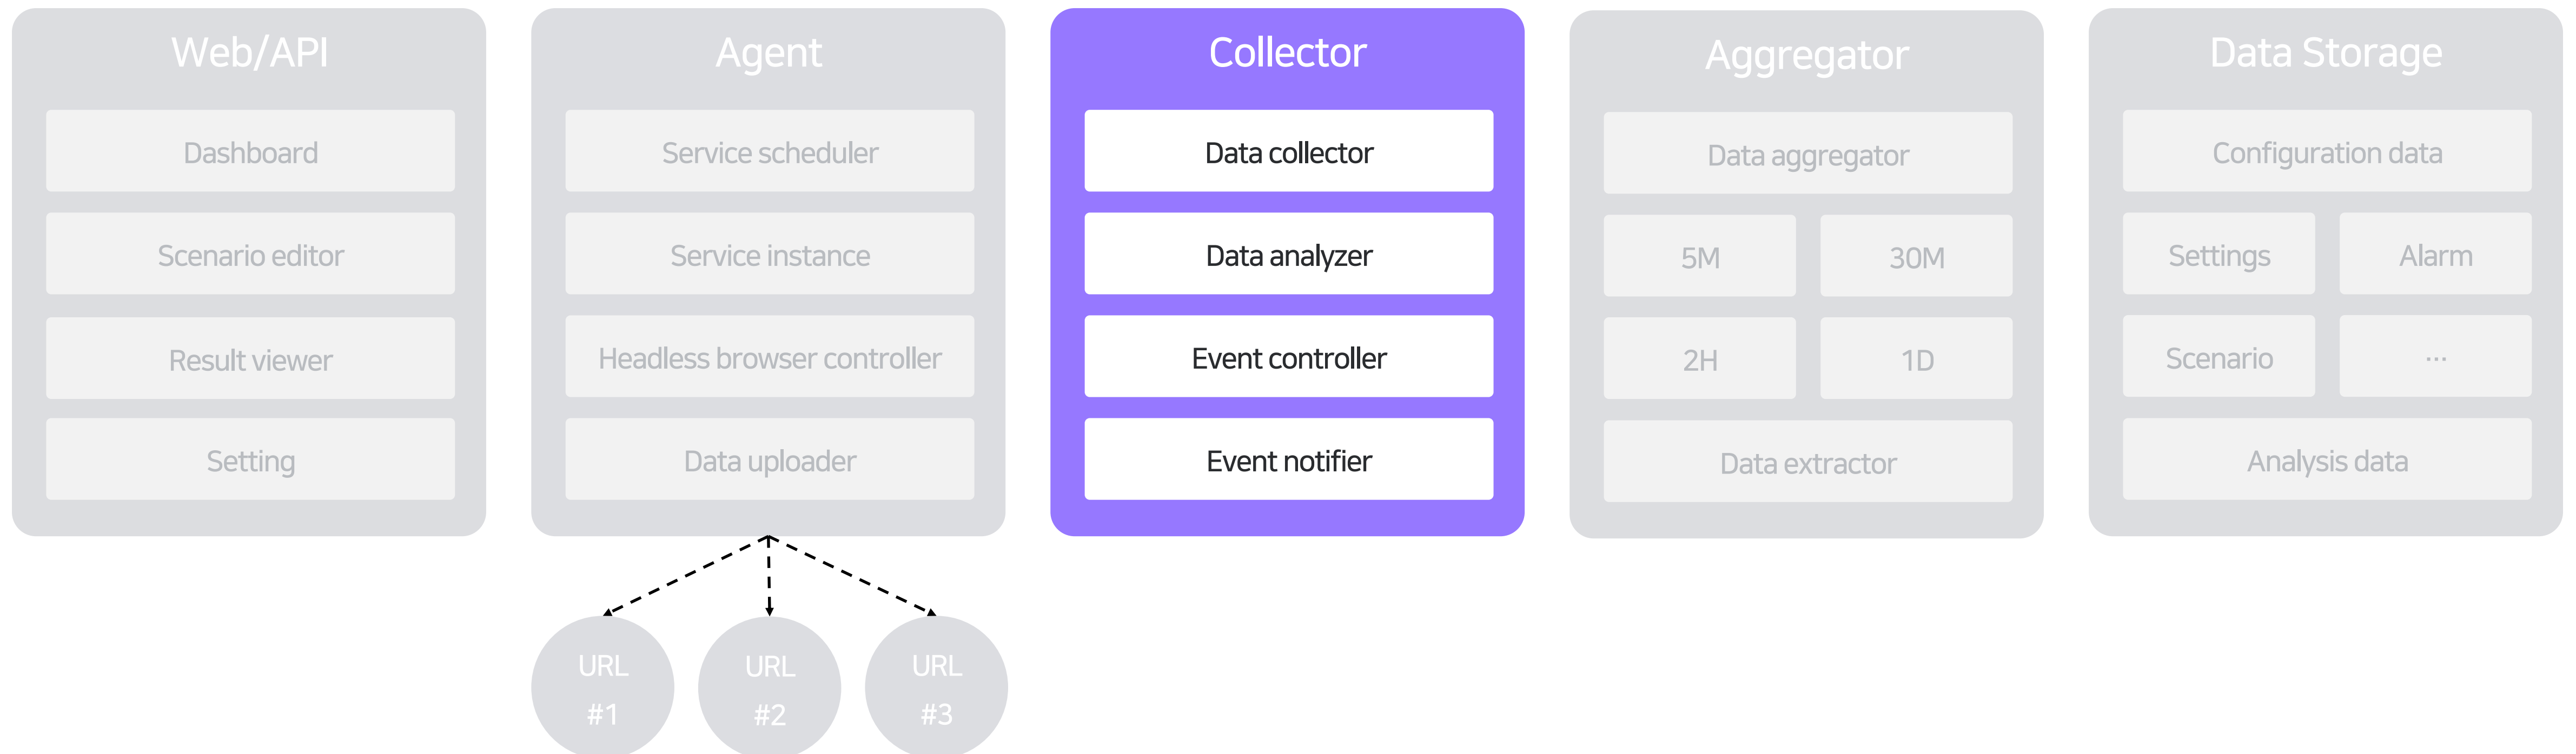 Web/API
Dashboard
Scenario editor
Result viewer
Setting
Agent
Service scheduler
Service instance
Headless browser controller
Data uploader
URL
#1
URL
#2
URL
#3
Collector
Data collector
Data analyzer
Event controller
Event notifier
Aggregator
Data aggregator
5M
30M
2H
1D
Data extractor
Data Storage
Configuration data
Settings
Alarm
Scenario
...
Analysis data